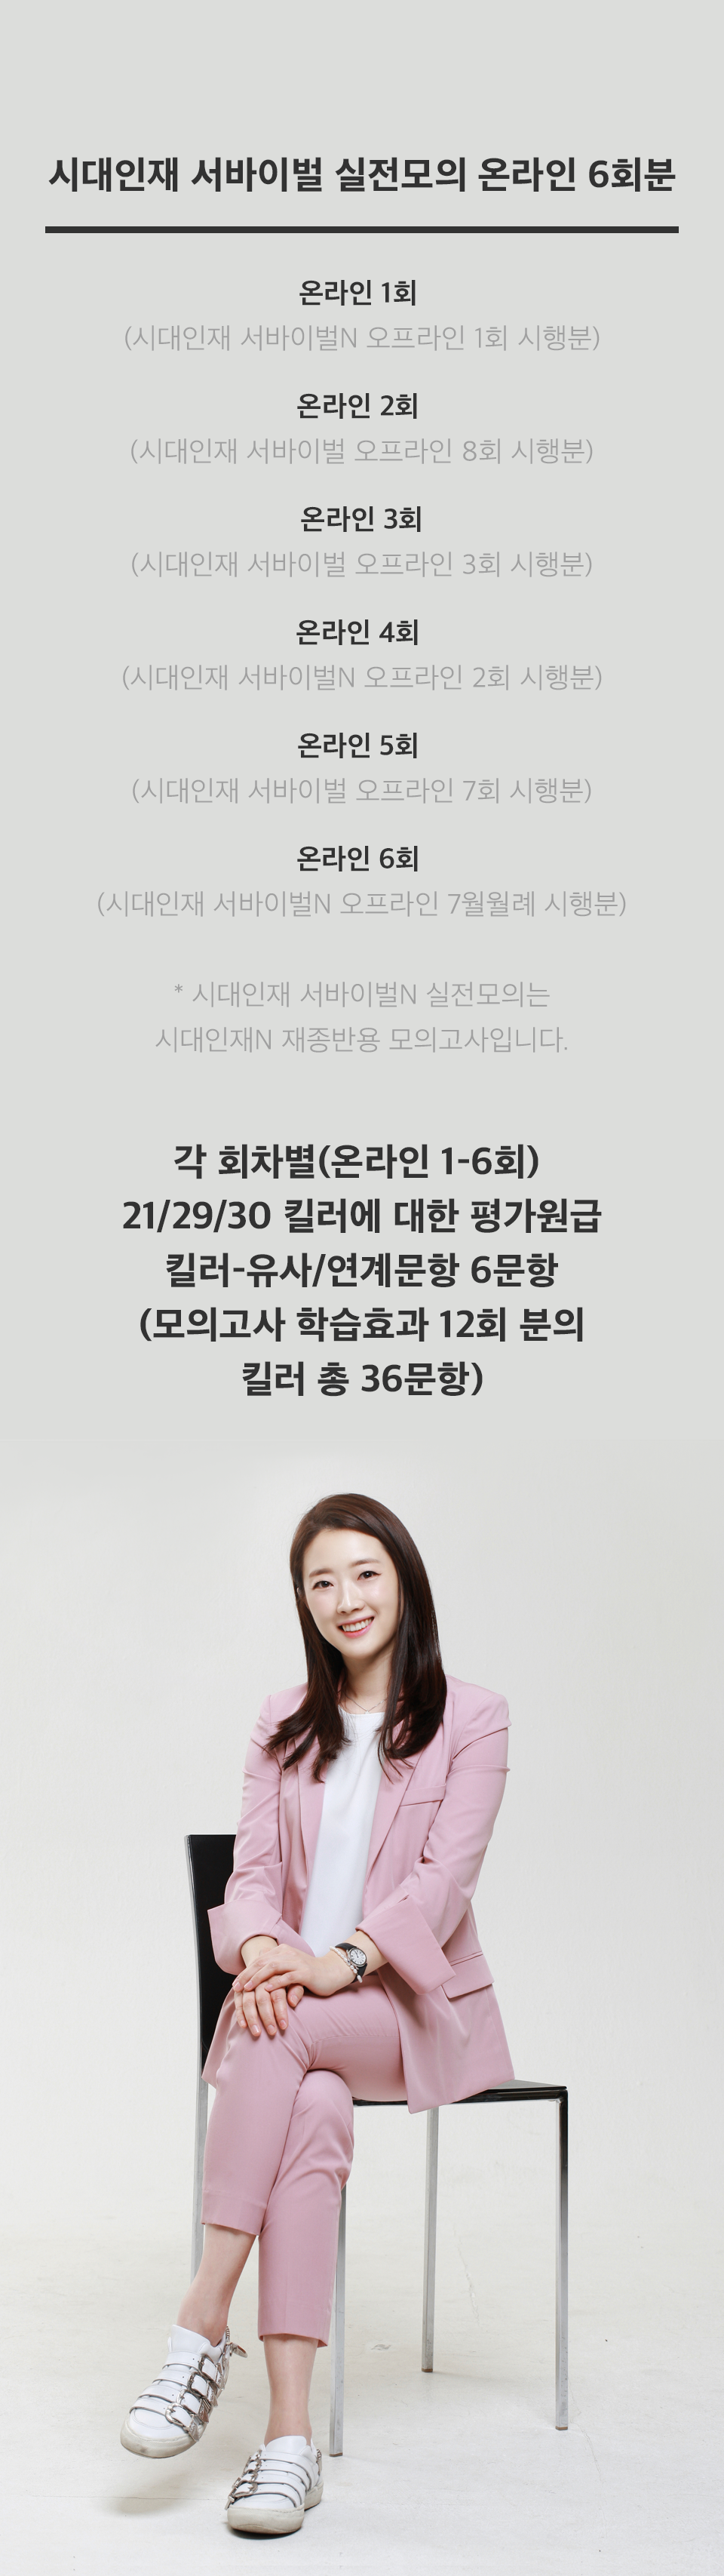 시대인재 서바이벌 실전모의 온라인 6회분
온라인 1회
(시대인재 서바이벌N 오프라인 1회 시행분)
온라인 2회
(시대인재 서바이벌 오프라인 8회 시행분)
온라인 3회
(시대인재 서바이벌 오프라인 3회 시행분)
온라인 4회
(시대인재 서바이벌N 오프라인 2회 시행분)
온라인 5회
(시대인재 서바이벌 오프라인 7회 시행분)
온라인 6회
(시대인재 서바이벌N 오프라인 7월월례 시행분)
* 시대인재 서바이벌N 실전모의는
시대인재N 재종반용 모의고사입니다.
각 회차별(온라인 1-6회)
21/29/30 킬러에 대한 평가원급
킬러-유사/연계문항 6문항
(모의고사 학습효과 12회 분의
킬러 총 36문항)